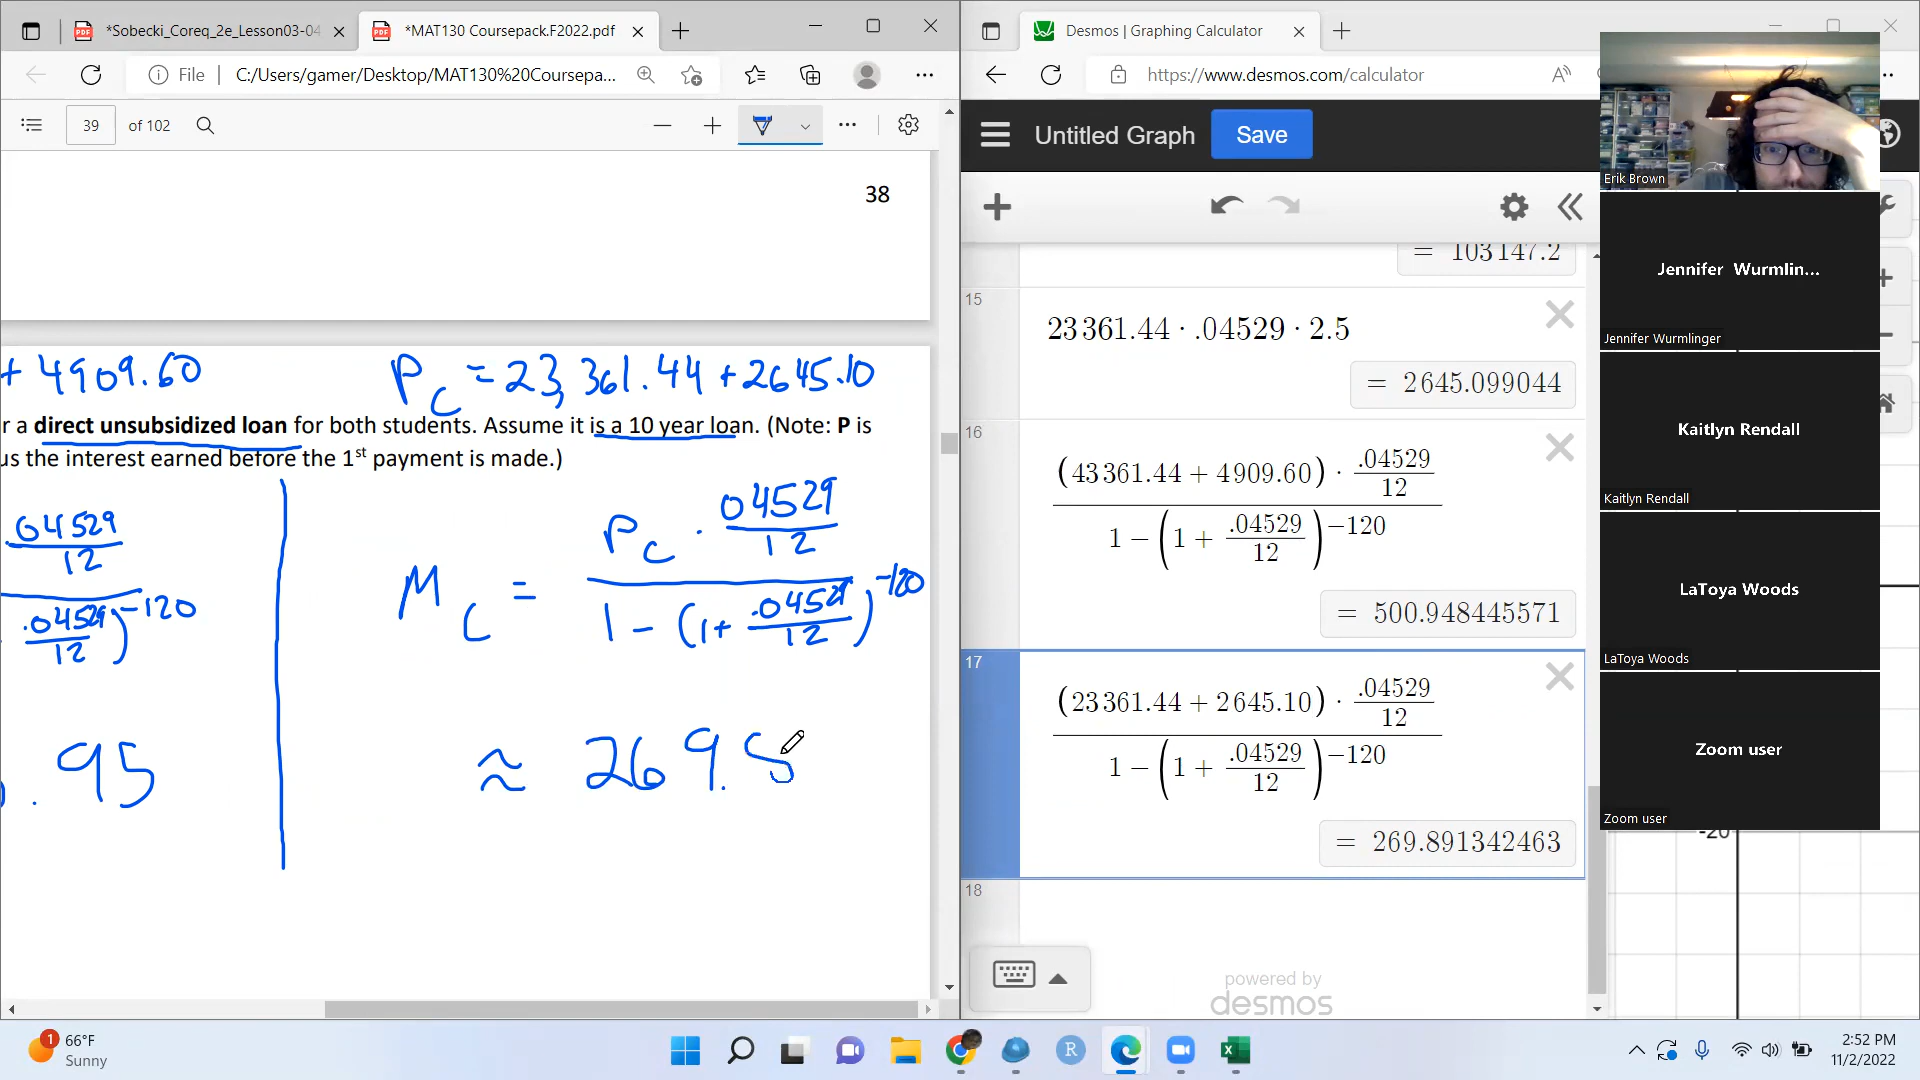 *Sobecki_Coreq_2e_Lesson03-04
*MAT130 Coursepack.F2022.pdf
File
C:/Users/gamer/Desktop/MAT130%20Coursepa...
39 of 102
38
+ 4909.60
P_C = 23,361.44 + 2645.10
r a direct unsubsidized loan for both students. Assume it is a 10 year loan. (Note: P is
us the interest earned before the 1st payment is made.)
.04529/12
.04529/12)^-120
.95
M_C = P_C · .04529/12
1 - (1 + .04529/12)^-120
≈ 269.8
Desmos | Graphing Calculator
https://www.desmos.com/calculator
Untitled Graph
Save
= 103147.2
15
23361.44 · .04529 · 2.5
= 2645.099044
16
(43361.44 + 4909.60) · .04529/12
1 - (1 + .04529/12)^-120
= 500.948445571
17
(23361.44 + 2645.10) · .04529/12
1 - (1 + .04529/12)^-120
= 269.891342463
18
powered by
desmos
-20
Erik Brown
Jennifer Wurmlin...
Jennifer Wurmlinger
Kaitlyn Rendall
Kaitlyn Rendall
LaToya Woods
LaToya Woods
Zoom user
Zoom user
1
66°F
Sunny
R
2:52 PM
11/2/2022